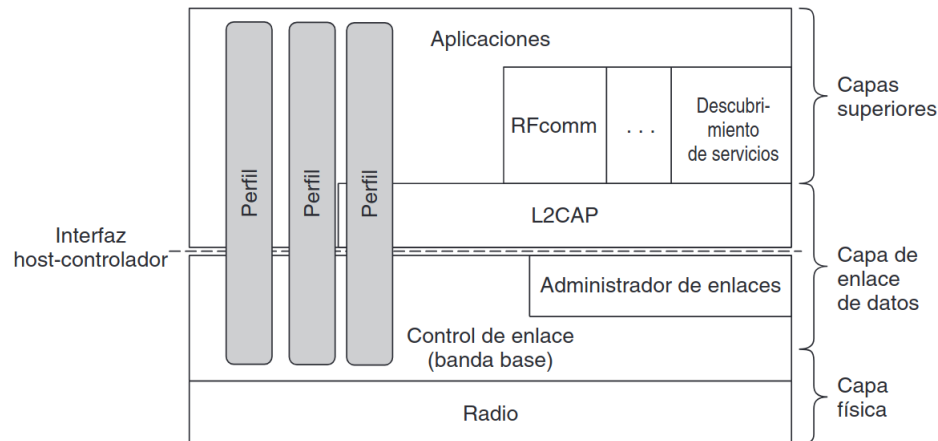 Aplicaciones
RFcomm
. . .
Descubri-
miento
de servicios
Capas
superiores
Perfil
Perfil
Perfil
L2CAP
Interfaz
host-controlador
Administrador de enlaces
Capa de
enlace
de datos
Control de enlace
(banda base)
Radio
Capa
física